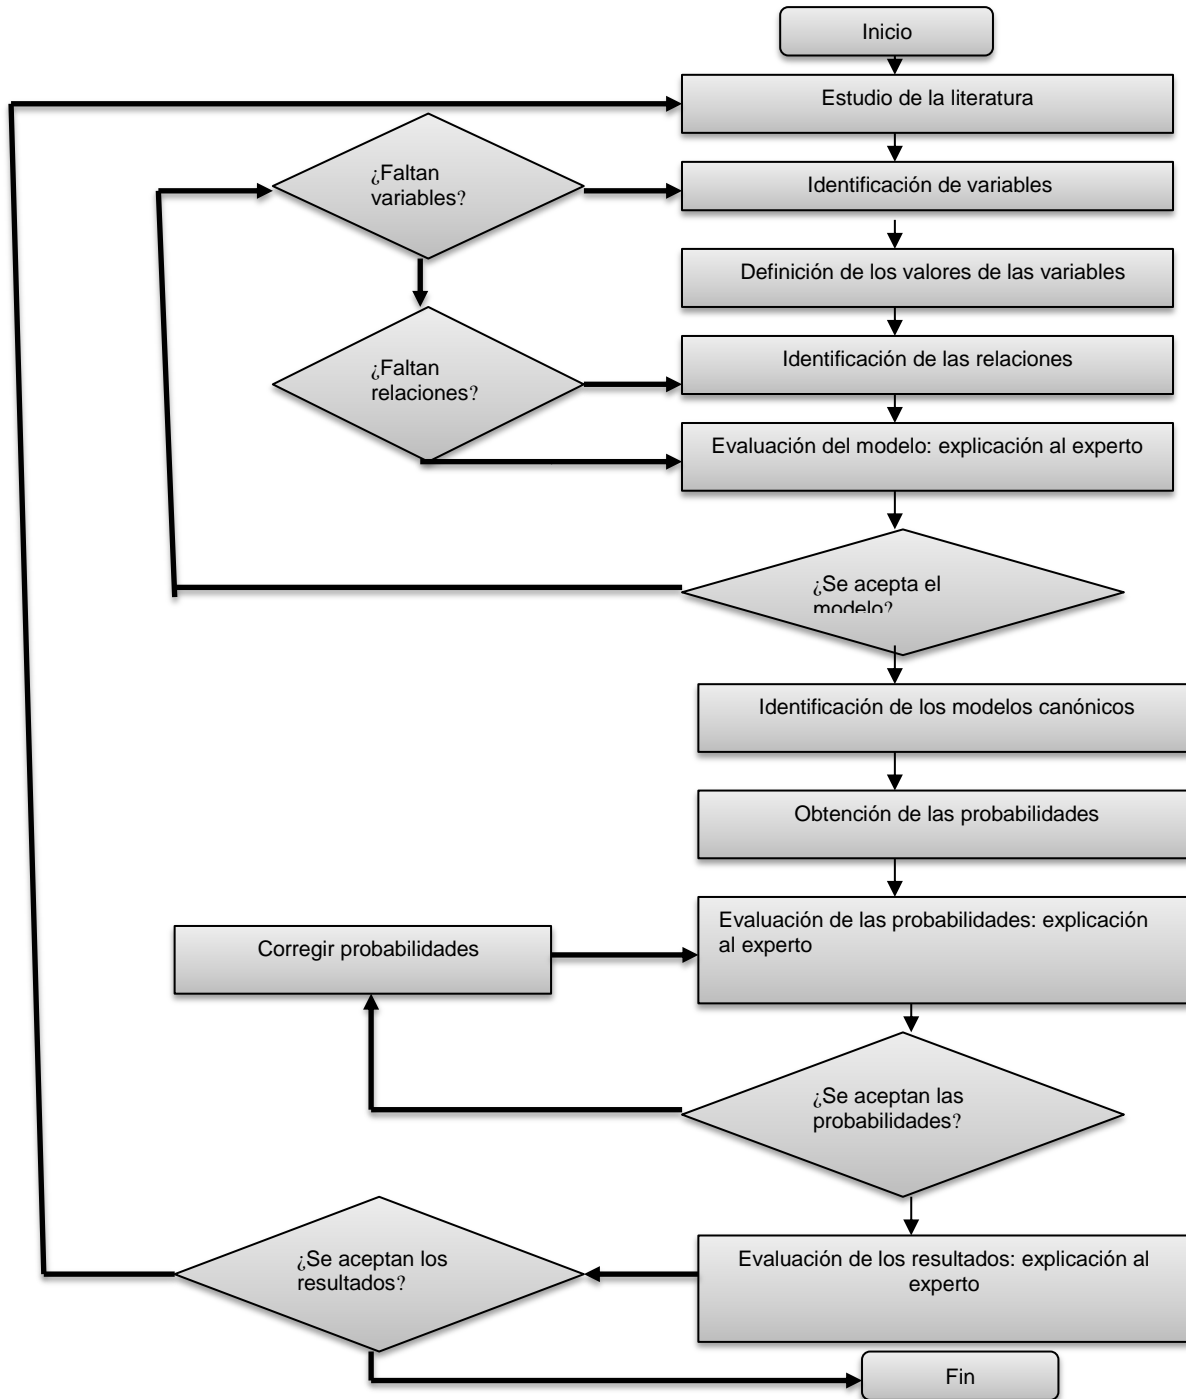 Inicio
Estudio de la literatura
¿Faltan
variables?
Identificación de variables
Definición de los valores de las variables
¿Faltan
relaciones?
Identificación de las relaciones
Evaluación del modelo: explicación al experto
¿Se acepta el
modelo?
Identificación de los modelos canónicos
Obtención de las probabilidades
Evaluación de las probabilidades: explicación
al experto
Corregir probabilidades
¿Se aceptan las
probabilidades?
Evaluación de los resultados: explicación al
experto
¿Se aceptan los
resultados?
Fin